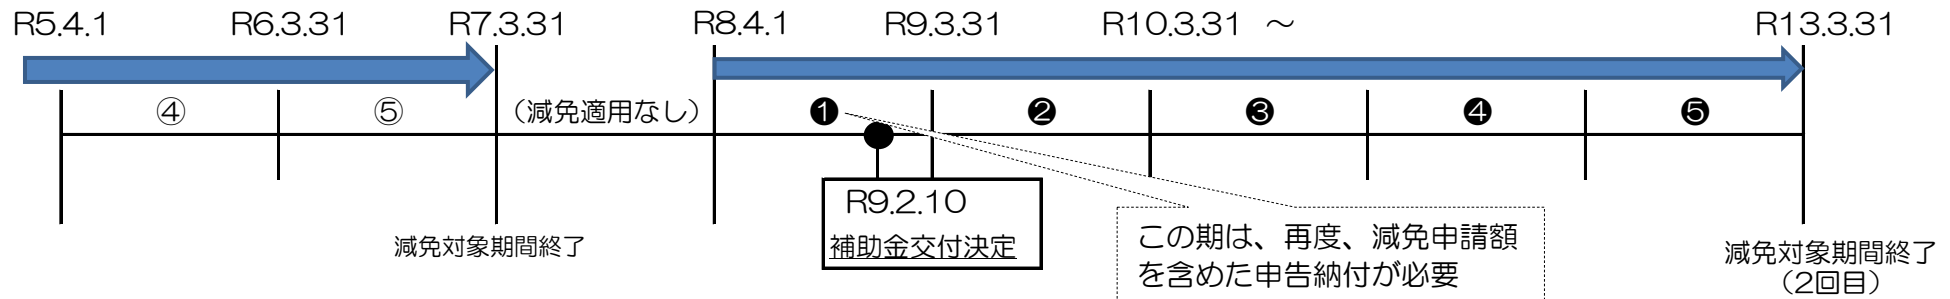 R5.4.1 R6.3.31 R7.3.31 R8.4.1 R9.3.31 R10.3.31 ～ R13.3.31
④ ⑤ （減免適用なし） ❶ ❷ ❸ ❹ ❺
R9.2.10
補助金交付決定
減免対象期間終了
この期は、再度、減免申請額
を含めた申告納付が必要
減免対象期間終了
（2回目）